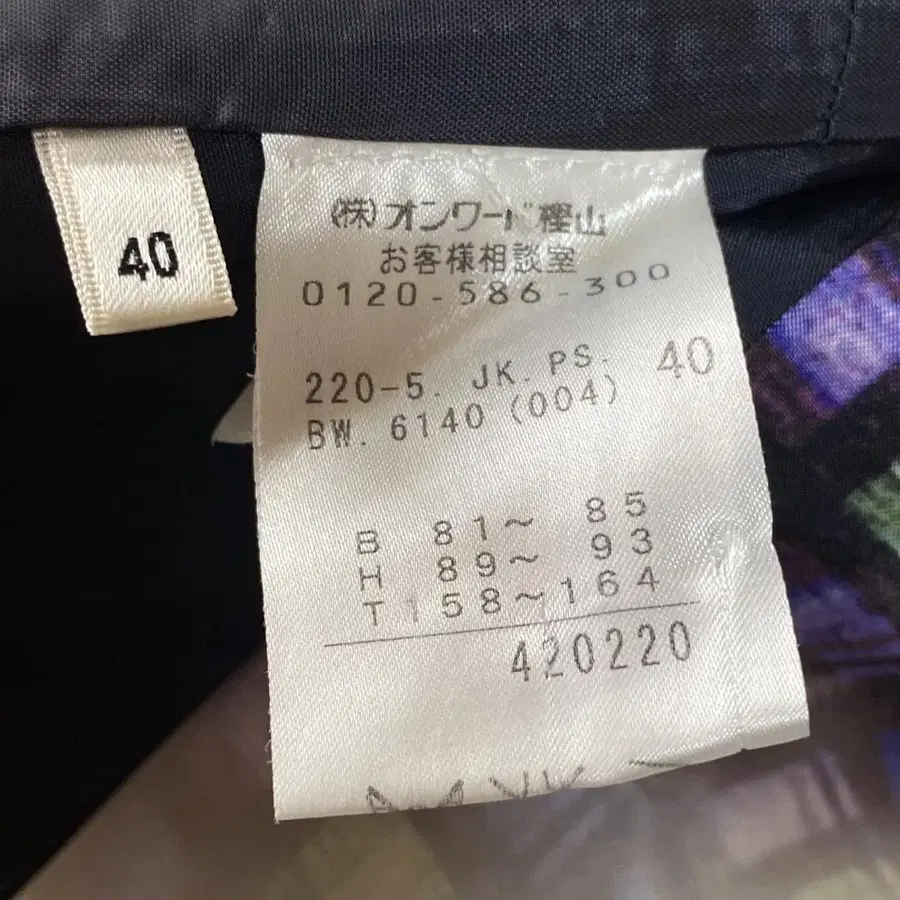 40
(株)オンワード樫山
お客様相談室
0120-586-300
220-5. JK. PS. 40
BW. 6140 (004)
B 81~ 85
H 89~ 93
T158~164
420220